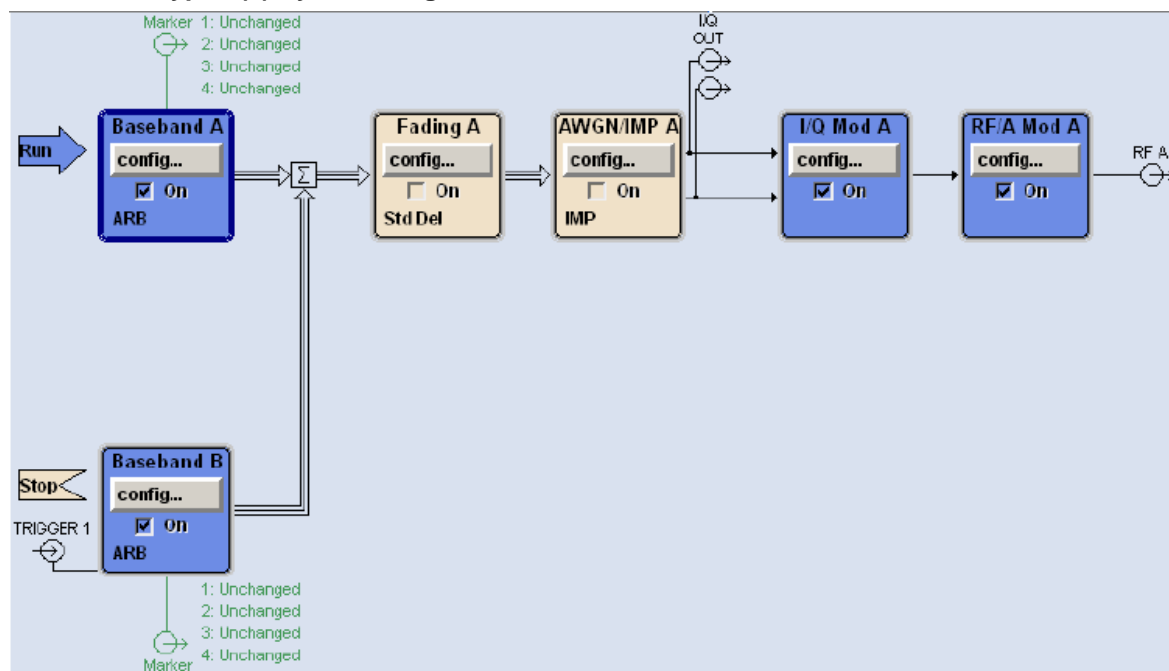 Marker 1: Unchanged
2: Unchanged
3: Unchanged
4: Unchanged
I/Q
OUT
Run
Baseband A
config...
On
ARB
Σ
Fading A
config...
On
Std Del
AWGN/IMP A
config...
On
IMP
I/Q Mod A
config...
On
RF/A Mod A
config...
On
RF A
Stop
TRIGGER 1
Baseband B
config...
On
ARB
1: Unchanged
2: Unchanged
3: Unchanged
Marker 4: Unchanged